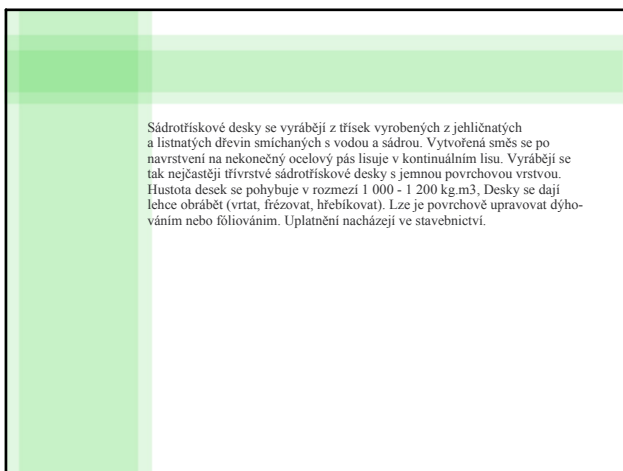 Sádrotřískové desky se vyrábějí z třísek vyrobených z jehličnatých
a listnatých dřevin smíchaných s vodou a sádrou. Vytvořená směs se po
navrstvení na nekonečný ocelový pás lisuje v kontinuálním lisu. Vyrábějí se
tak nejčastěji třívrstvé sádrotřískové desky s jemnou povrchovou vrstvou.
Hustota desek se pohybuje v rozmezí 1 000 - 1 200 kg.m3, Desky se dají
lehce obrábět (vrtat, frézovat, hřebíkovat). Lze je povrchově upravovat dýho-
váním nebo fóliovánim. Uplatnění nacházejí ve stavebnictví.